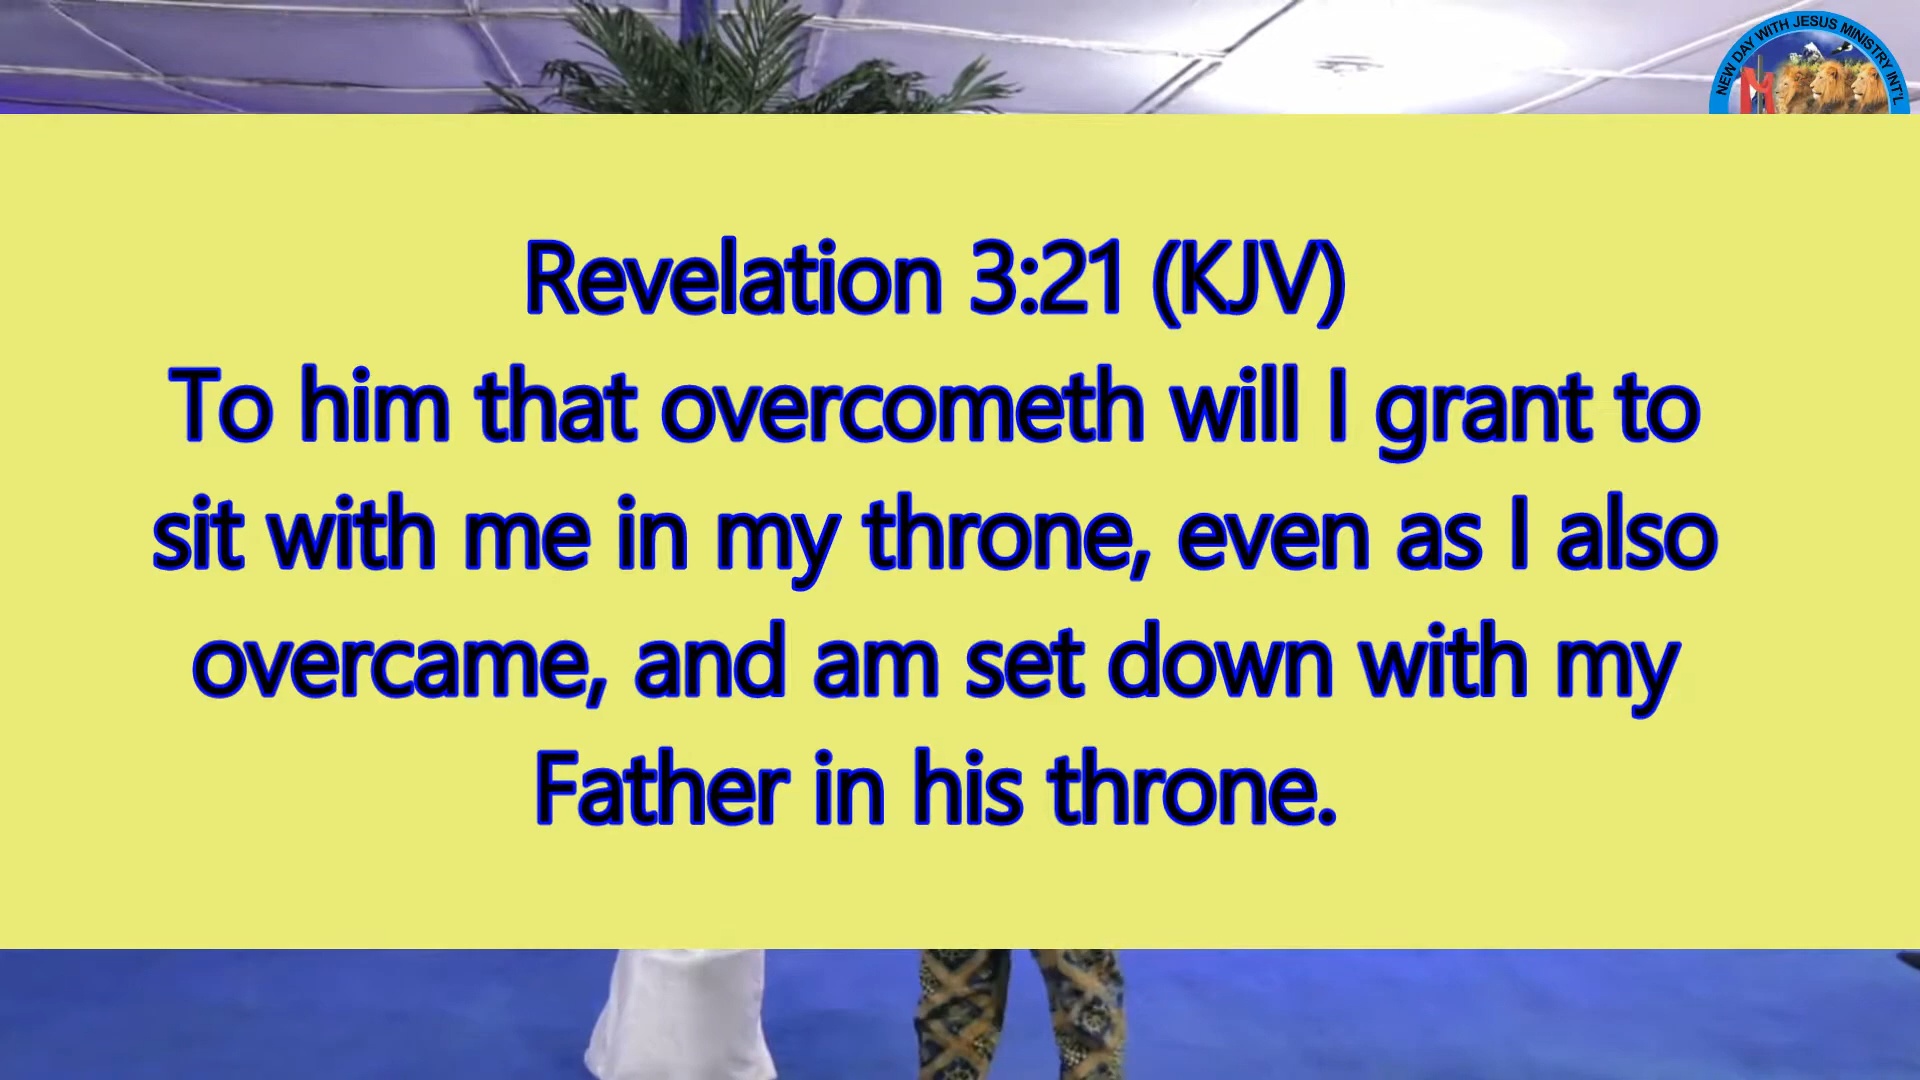 NEW DAY WITH JESUS MINISTRY INT'L
M
Revelation 3:21 (KJV)
To him that overcometh will I grant to
sit with me in my throne, even as I also
overcame, and am set down with my
Father in his throne.